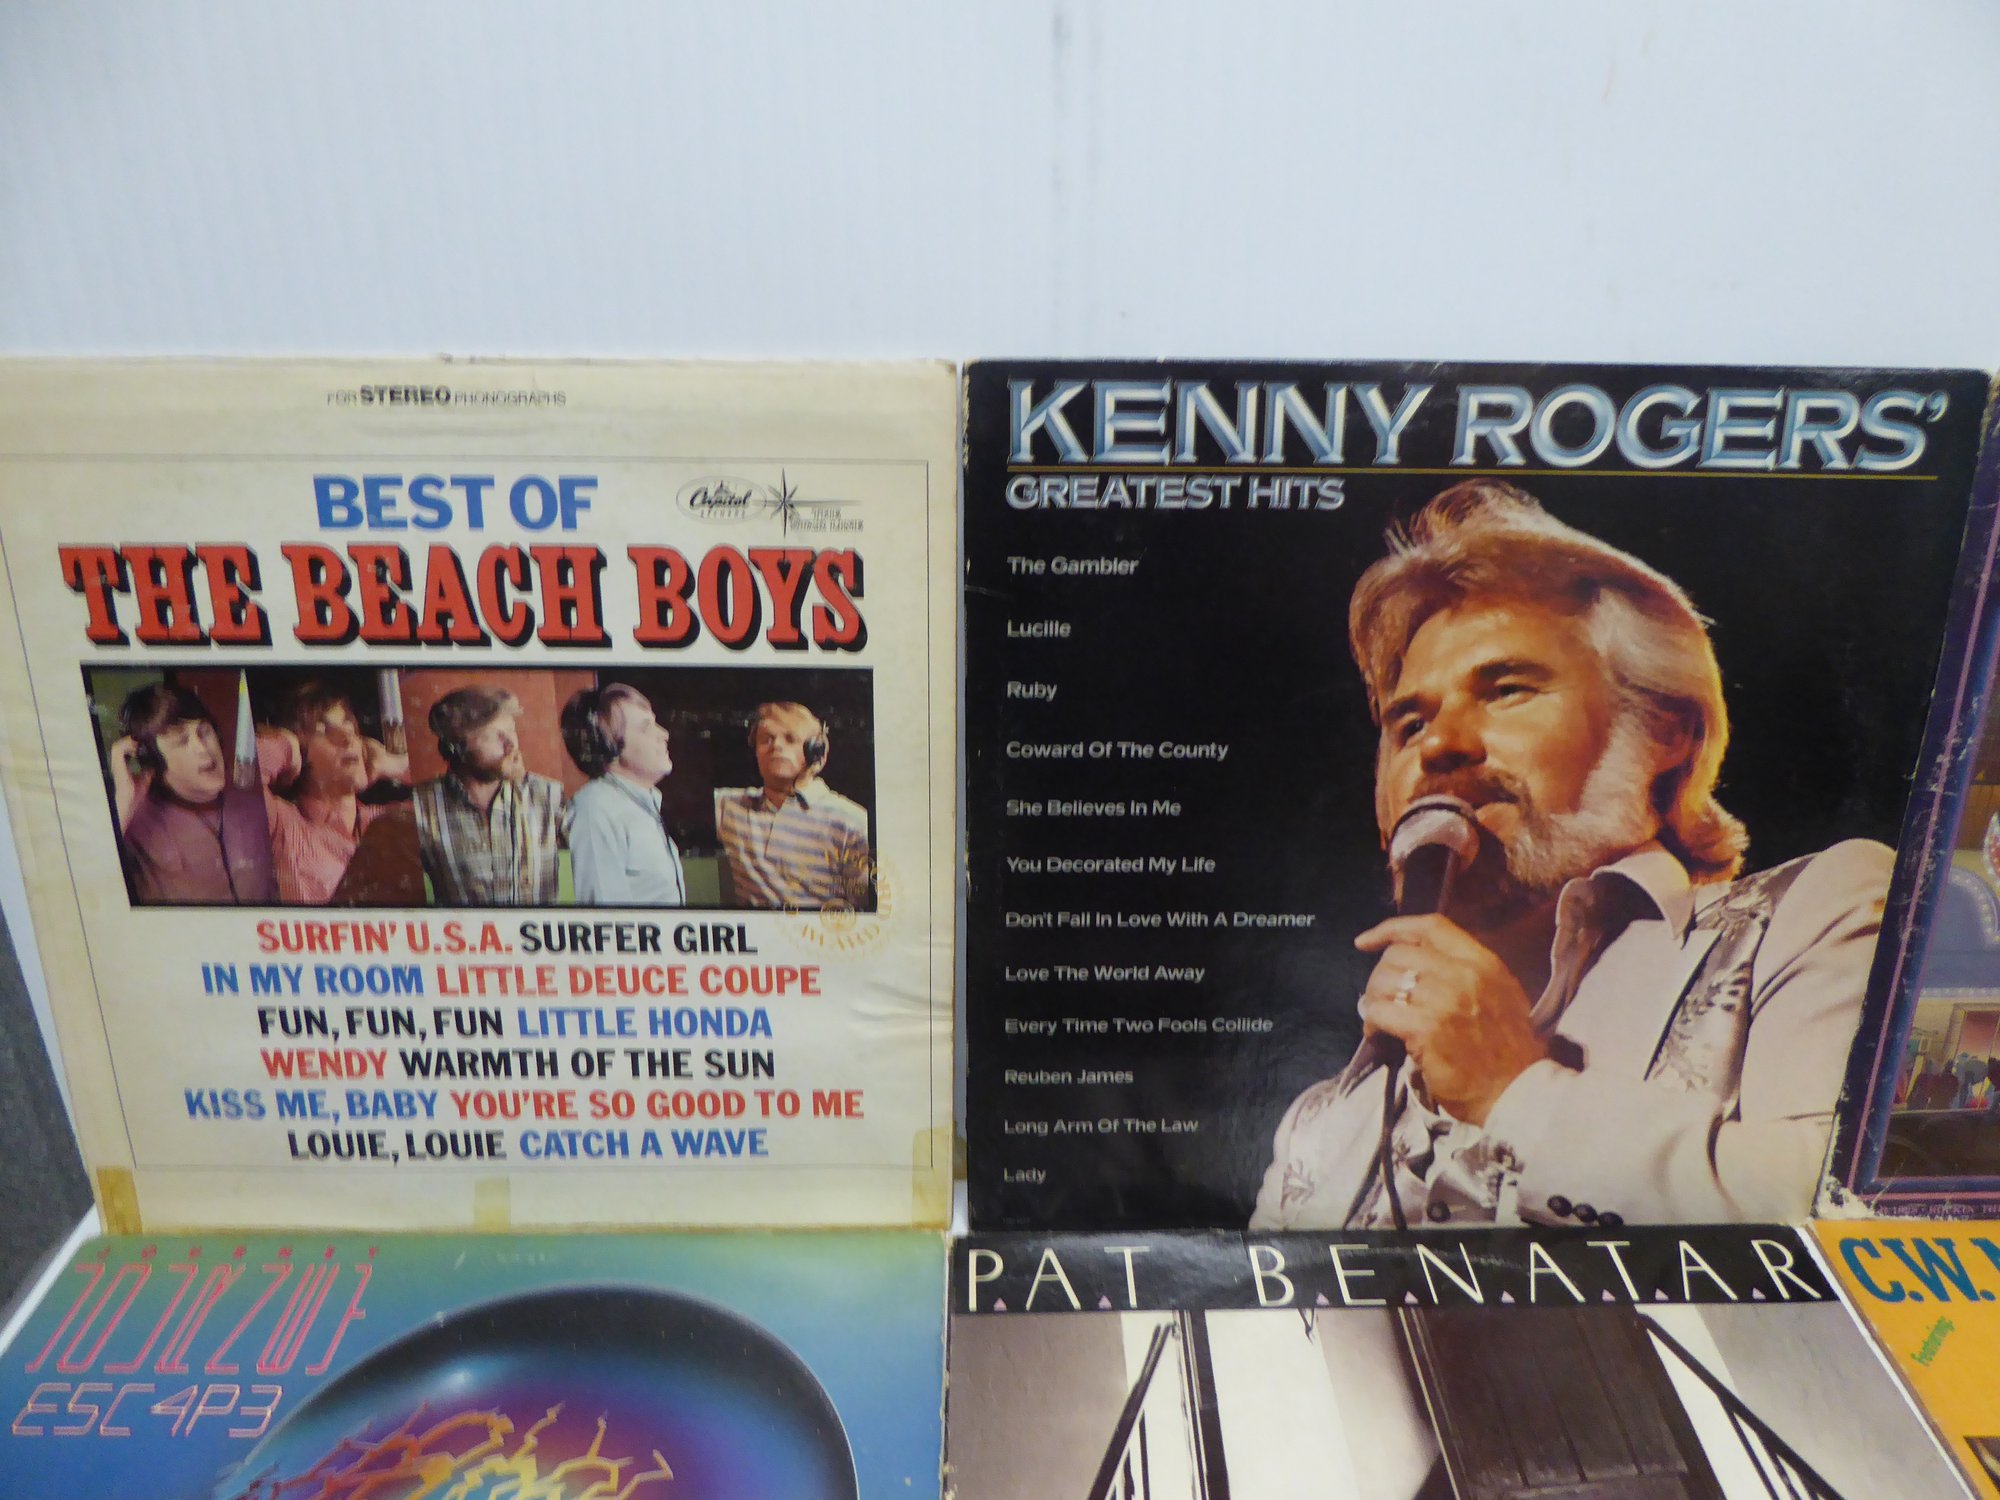 FOR STEREO PHONOGRAPHS
BEST OF
Capitol
RECORDS
THE BEACH BOYS
SURFIN' U.S.A. SURFER GIRL
IN MY ROOM LITTLE DEUCE COUPE
FUN, FUN, FUN LITTLE HONDA
WENDY WARMTH OF THE SUN
KISS ME, BABY YOU'RE SO GOOD TO ME
LOUIE, LOUIE CATCH A WAVE
KENNY ROGERS'
GREATEST HITS
The Gambler
Lucille
Ruby
Coward Of The County
She Believes In Me
You Decorated My Life
Don't Fall In Love With A Dreamer
Love The World Away
Every Time Two Fools Collide
Reuben James
Long Arm Of The Law
Lady
E5C4P3
P.A.T B.E.N.A.T.A.R
C.W.
Featuring: